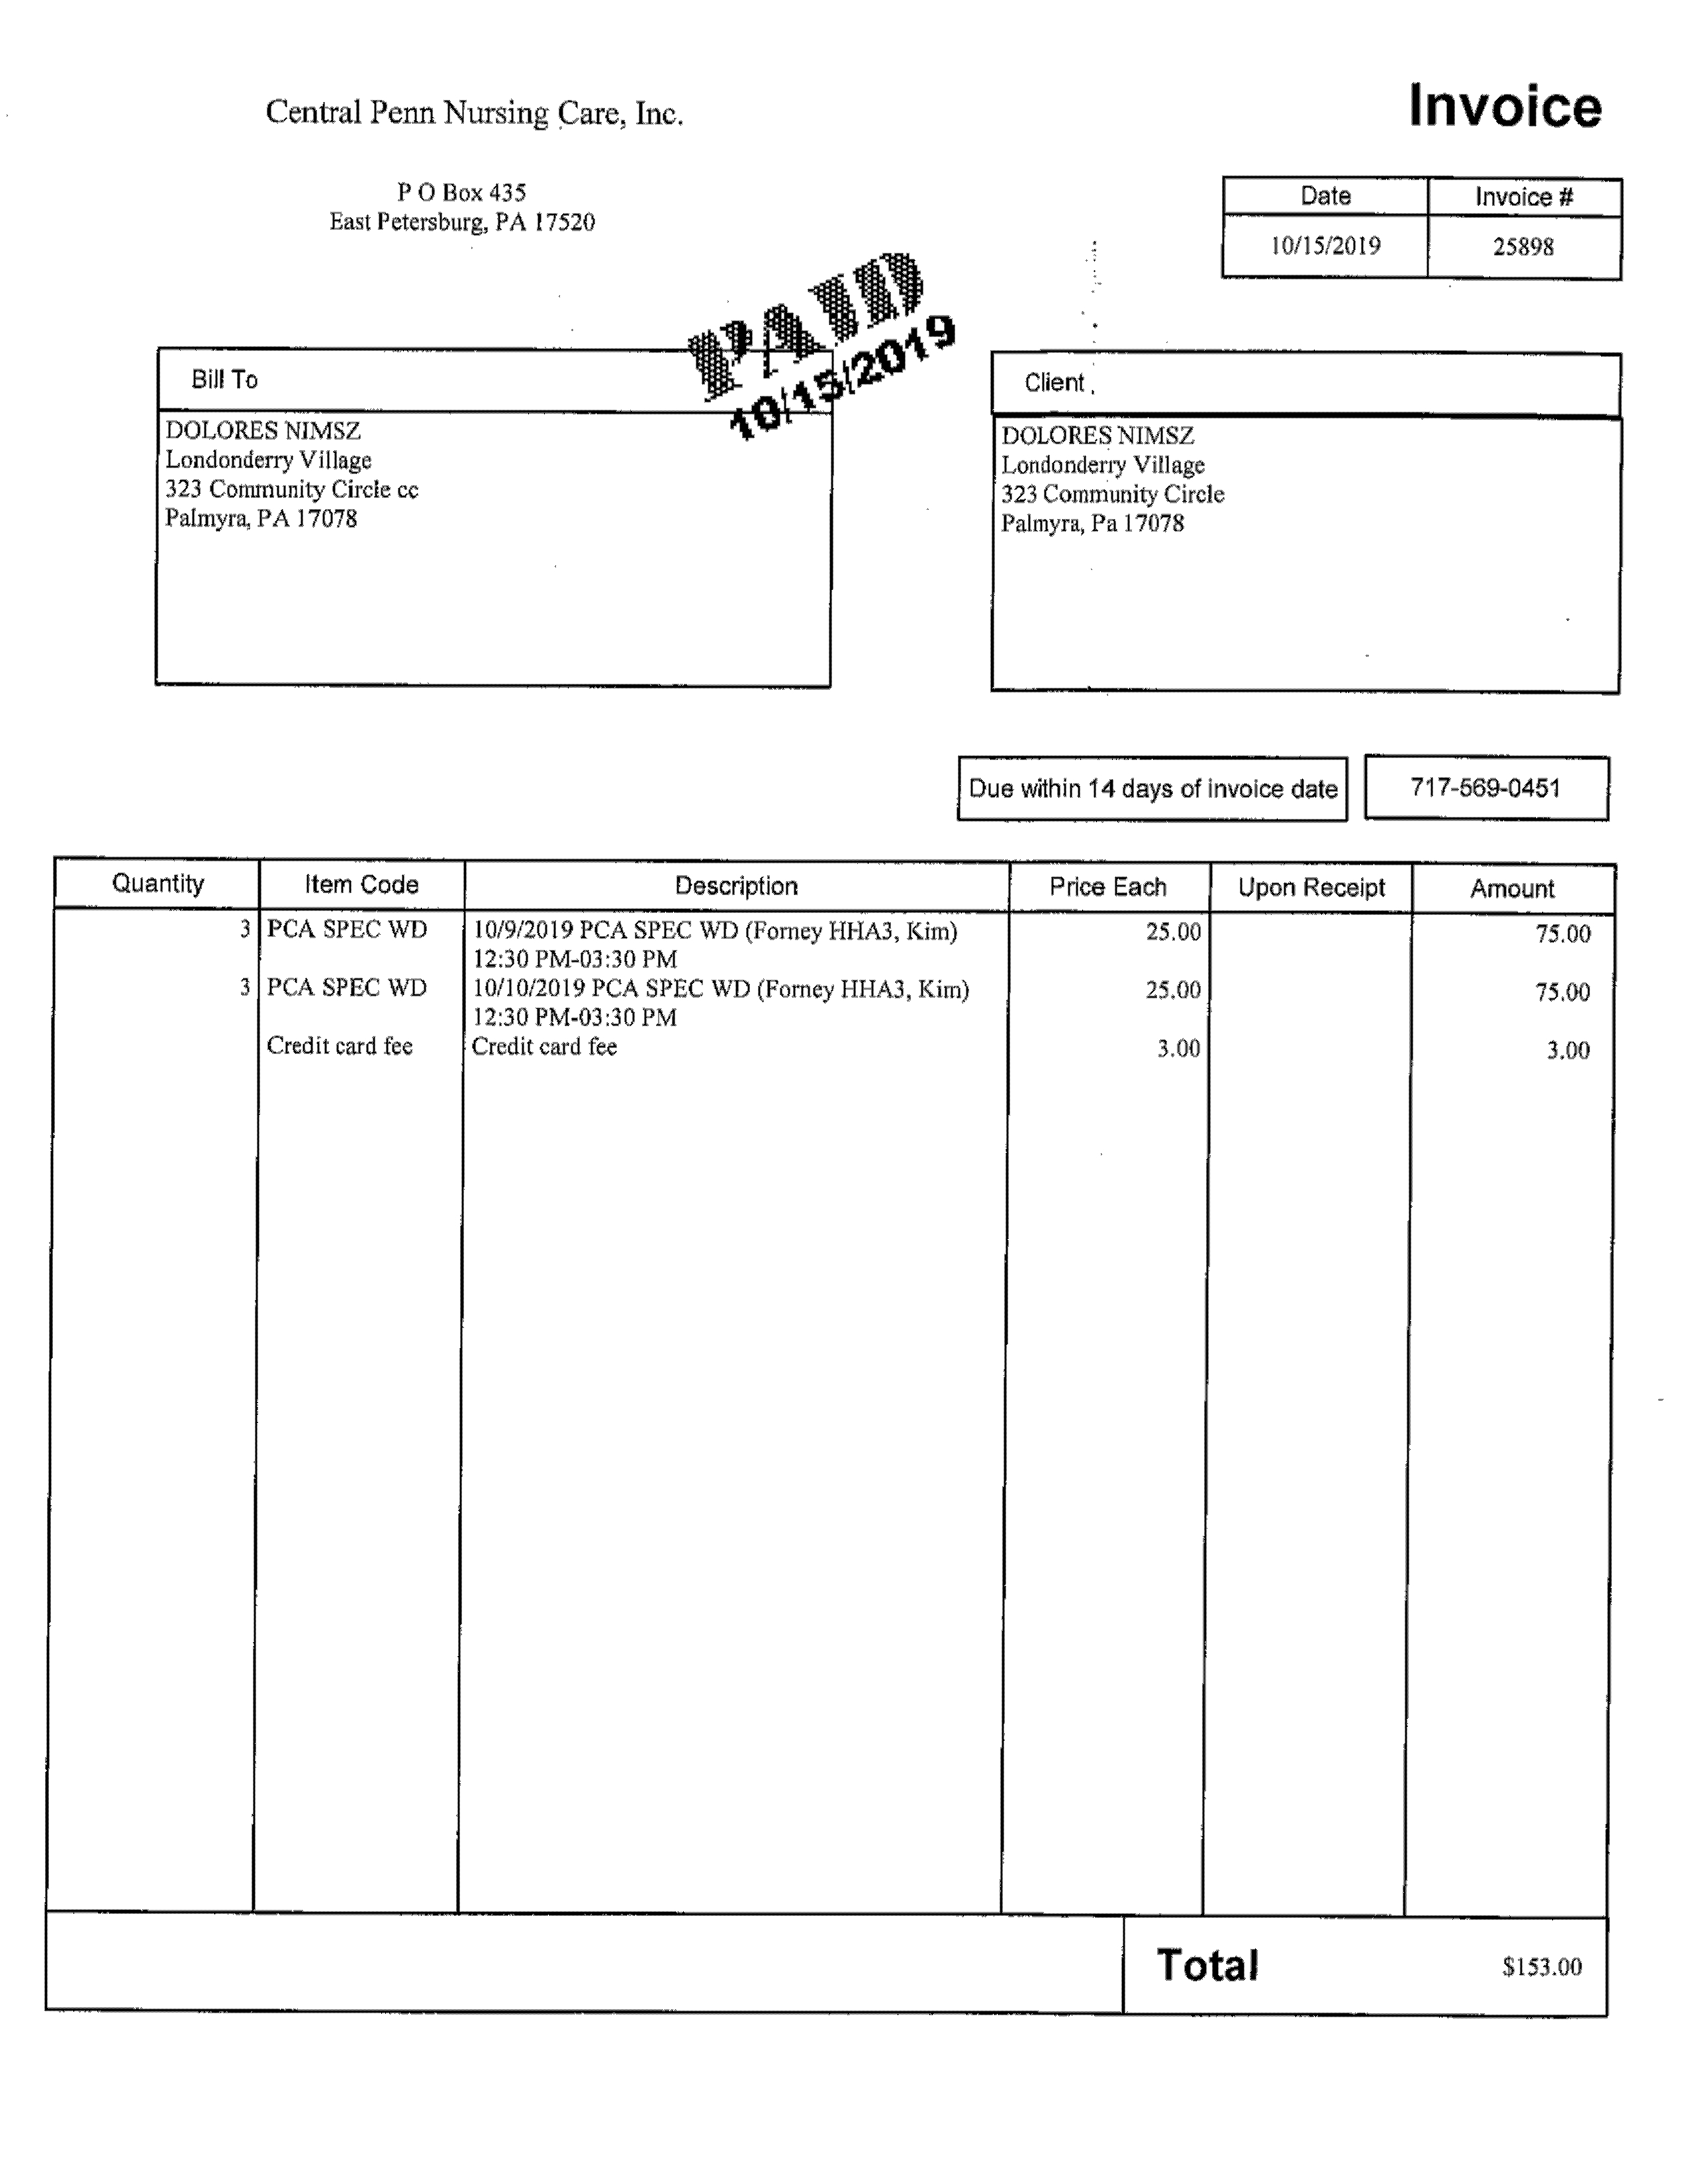 Central Penn Nursing Care, Inc.
Invoice
P O Box 435
East Petersburg, PA 17520
Date Invoice #
10/15/2019 25898
PAID
10/15/2019
Bill To
DOLORES NIMSZ
Londonderry Village
323 Community Circle cc
Palmyra, PA 17078
Client
DOLORES NIMSZ
Londonderry Village
323 Community Circle
Palmyra, Pa 17078
Due within 14 days of invoice date 717-569-0451
Quantity Item Code Description Price Each Upon Receipt Amount
3 PCA SPEC WD 10/9/2019 PCA SPEC WD (Forney HHA3, Kim) 25.00 75.00
12:30 PM-03:30 PM
3 PCA SPEC WD 10/10/2019 PCA SPEC WD (Forney HHA3, Kim) 25.00 75.00
12:30 PM-03:30 PM
Credit card fee Credit card fee 3.00 3.00
Total $153.00